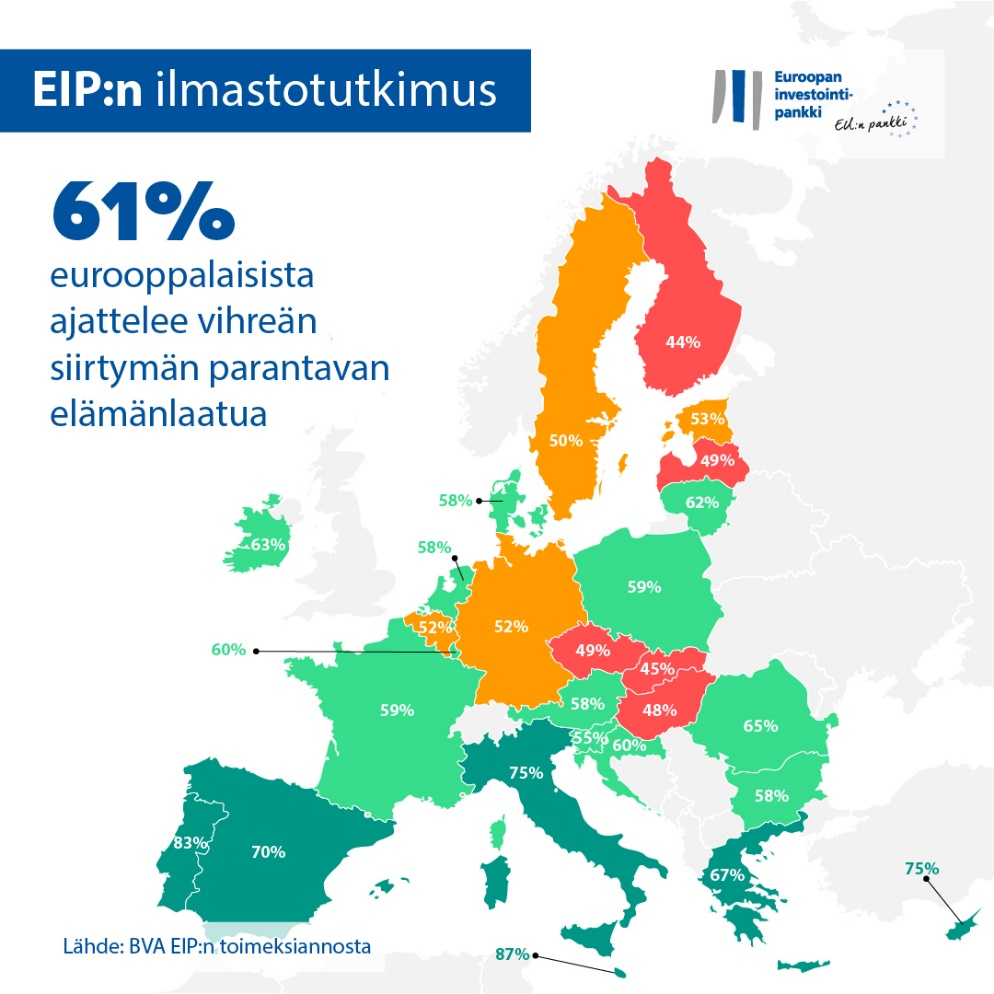 EIP:n ilmastotutkimus
Euroopan
investointi-
pankki
EU:n pankki
61%
eurooppalaisista
ajattelee vihreän
siirtymän parantavan
elämänlaatua
44%
53%
50%
49%
58%
62%
63%
58%
59%
52%
52%
60%
49%
45%
58%
48%
59%
55%
60%
65%
75%
58%
83%
70%
67%
75%
Lähde: BVA EIP:n toimeksiannosta
87%